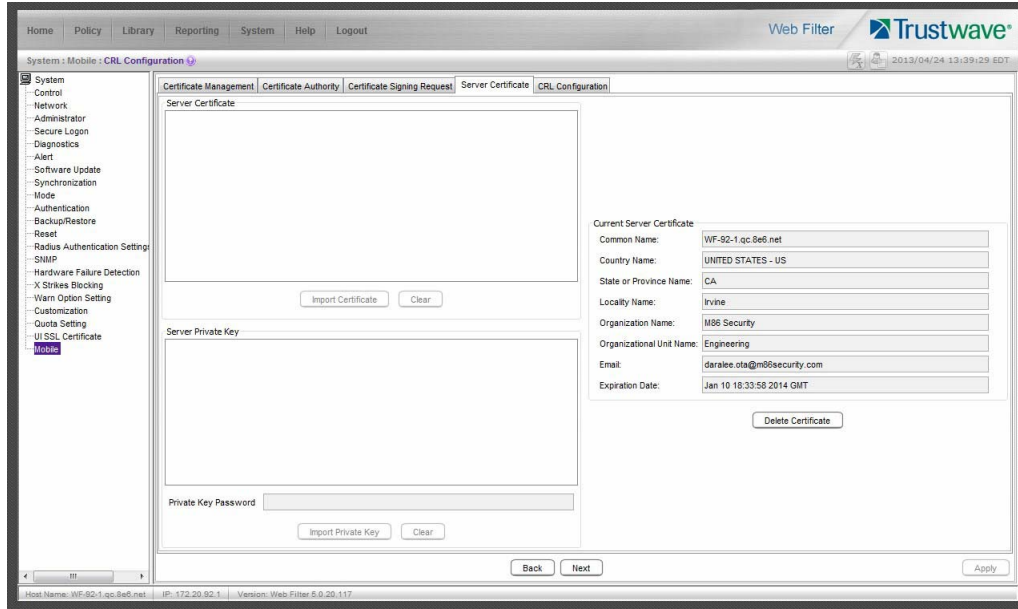 Home Policy Library Reporting System Help Logout
Web Filter Trustwave®
System : Mobile : CRL Configuration
2013/04/24 13:39:29 EDT
System
Control
Network
Administrator
Secure Logon
Diagnostics
Alert
Software Update
Synchronization
Mode
Authentication
Backup/Restore
Reset
Radius Authentication Settings
SNMP
Hardware Failure Detection
X Strikes Blocking
Warn Option Setting
Customization
Quota Setting
UI SSL Certificate
Mobile
Certificate Management Certificate Authority Certificate Signing Request Server Certificate CRL Configuration
Server Certificate
Import Certificate Clear
Server Private Key
Private Key Password
Import Private Key Clear
Current Server Certificate
Common Name: WF-92-1.qc.8e6.net
Country Name: UNITED STATES - US
State or Province Name: CA
Locality Name: Irvine
Organization Name: M86 Security
Organizational Unit Name: Engineering
Email: daralee.ota@m86security.com
Expiration Date: Jan 10 18:33:58 2014 GMT
Delete Certificate
Back Next
Apply
Host Name: WF-92-1.qc.8e6.net IP: 172.20.92.1 Version: Web Filter 5.0.20.117